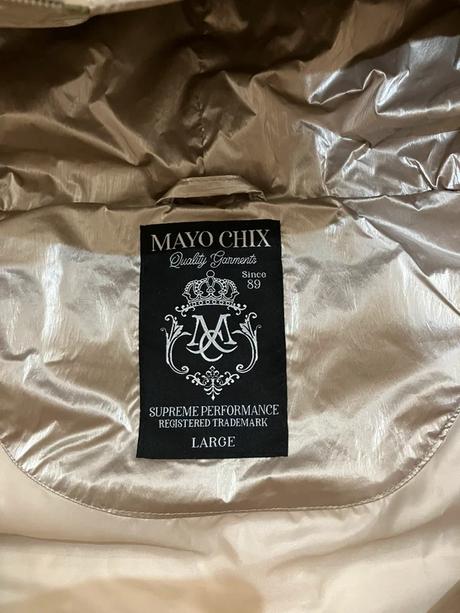 MAYO CHIX
Quality Garments
Since
89
MC
SUPREME PERFORMANCE
REGISTERED TRADEMARK
LARGE